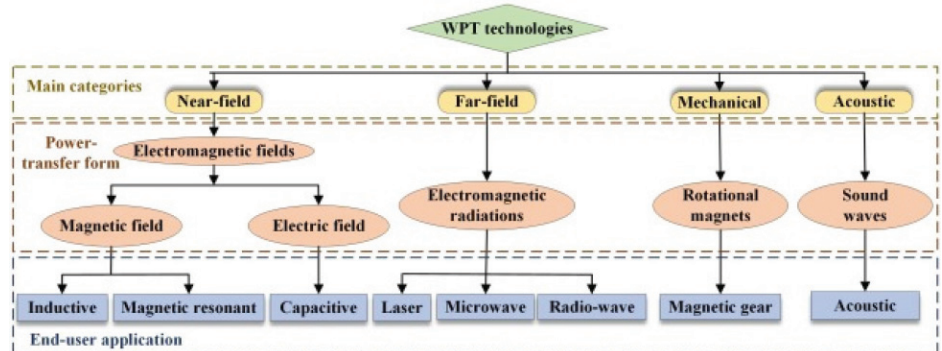 WPT technologies
Main categories
Near-field
Far-field
Mechanical
Acoustic
Power-
transfer form
Electromagnetic fields
Magnetic field
Electric field
Electromagnetic
radiations
Rotational
magnets
Sound
waves
Inductive
Magnetic resonant
Capacitive
Laser
Microwave
Radio-wave
Magnetic gear
Acoustic
End-user application